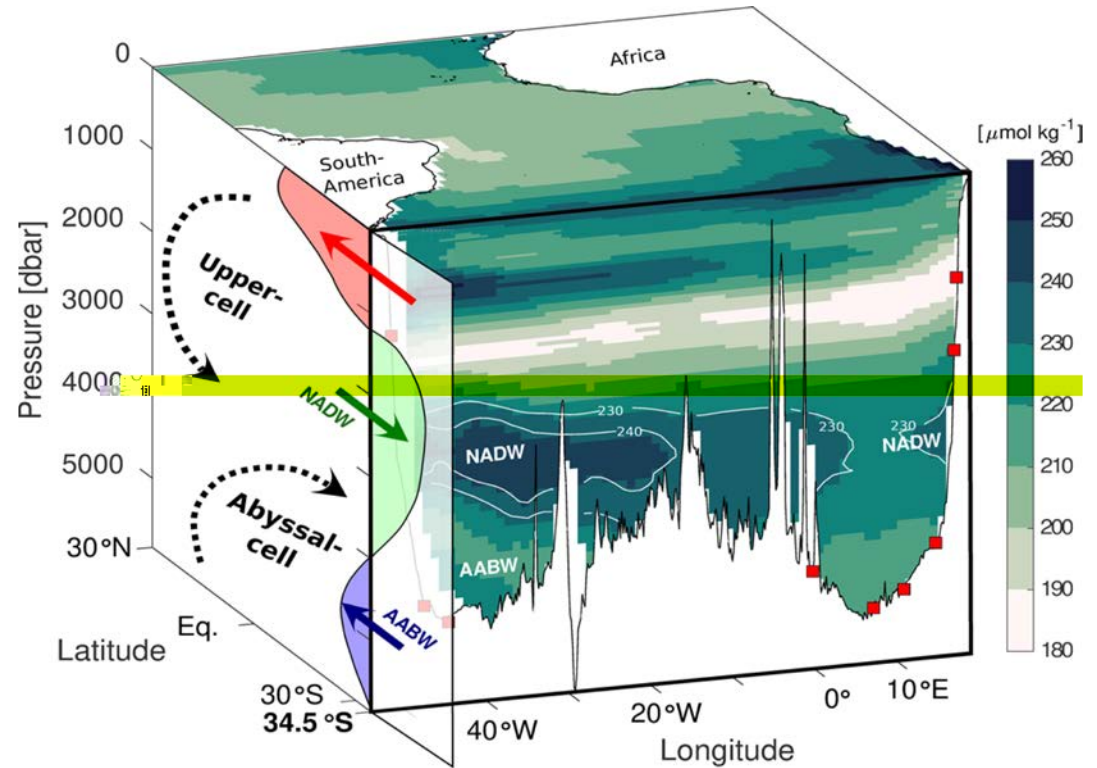 0
1000
2000
3000
4000
5000
30°N
Pressure [dbar]
Latitude
Eq.
30°S
34.5°S
40°W
20°W
0°
10°E
Longitude
Africa
South-
America
Upper-
cell
Abyssal-
cell
NADW
AABW
230
240
NADW
AABW
230
230
NADW
[μmol kg-1]
260
250
240
230
220
210
200
190
180